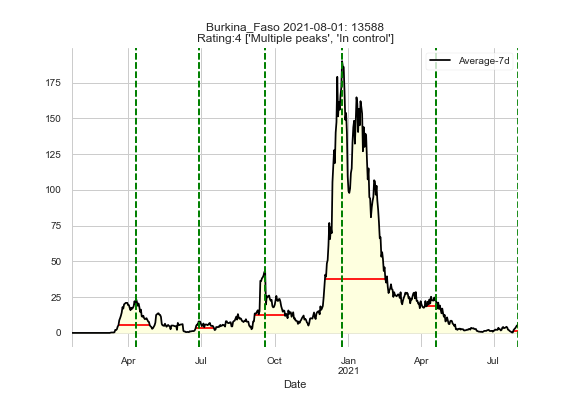 Burkina_Faso 2021-08-01: 13588
Rating:4 ['Multiple peaks', 'In control']
Average-7d
175
150
125
100
75
50
25
0
Apr Jul Oct Jan Apr Jul
2021
Date